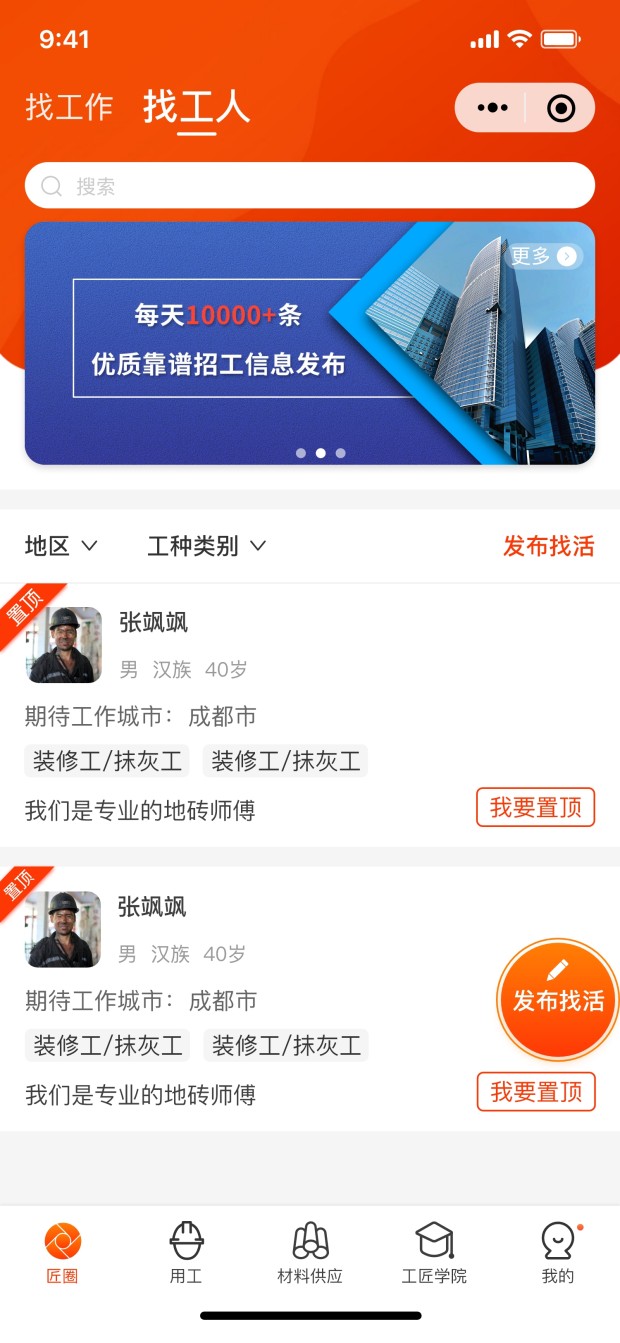 9:41
找工作 找工人
搜索
更多
每天10000+条
优质靠谱招工信息发布
地区 工种类别 发布找活
置顶
张飒飒
男 汉族 40岁
期待工作城市：成都市
装修工/抹灰工 装修工/抹灰工
我们是专业的地砖师傅
我要置顶
置顶
张飒飒
男 汉族 40岁
期待工作城市：成都市
发布找活
装修工/抹灰工 装修工/抹灰工
我们是专业的地砖师傅
我要置顶
匠圈 用工 材料供应 工匠学院 我的